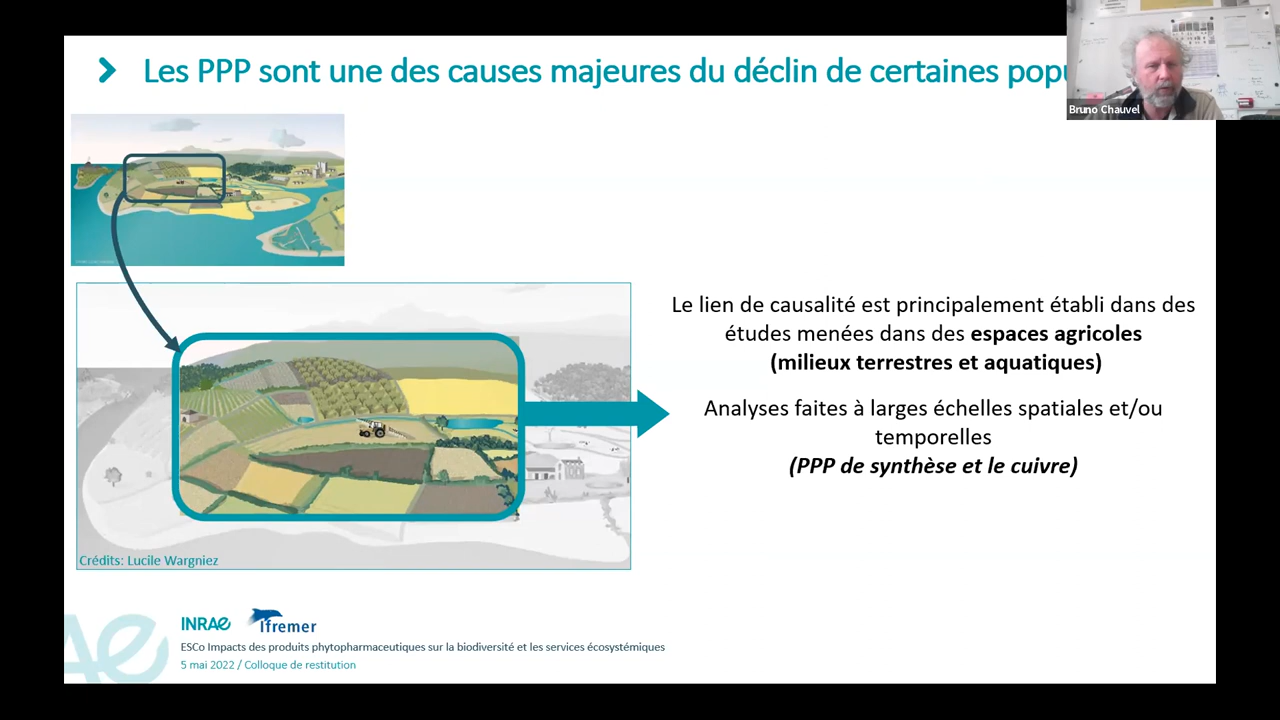 Les PPP sont une des causes majeures du déclin de certaines
Bruno Chauvel
Le lien de causalité est principalement établi dans des
études menées dans des espaces agricoles
(milieux terrestres et aquatiques)
Analyses faites à larges échelles spatiales et/ou
temporelles
(PPP de synthèse et le cuivre)
Crédits: Lucile Wargniez
INRAE
Ifremer
ESCo Impacts des produits phytopharmaceutiques sur la biodiversité et les services écosystémiques
5 mai 2022 / Colloque de restitution